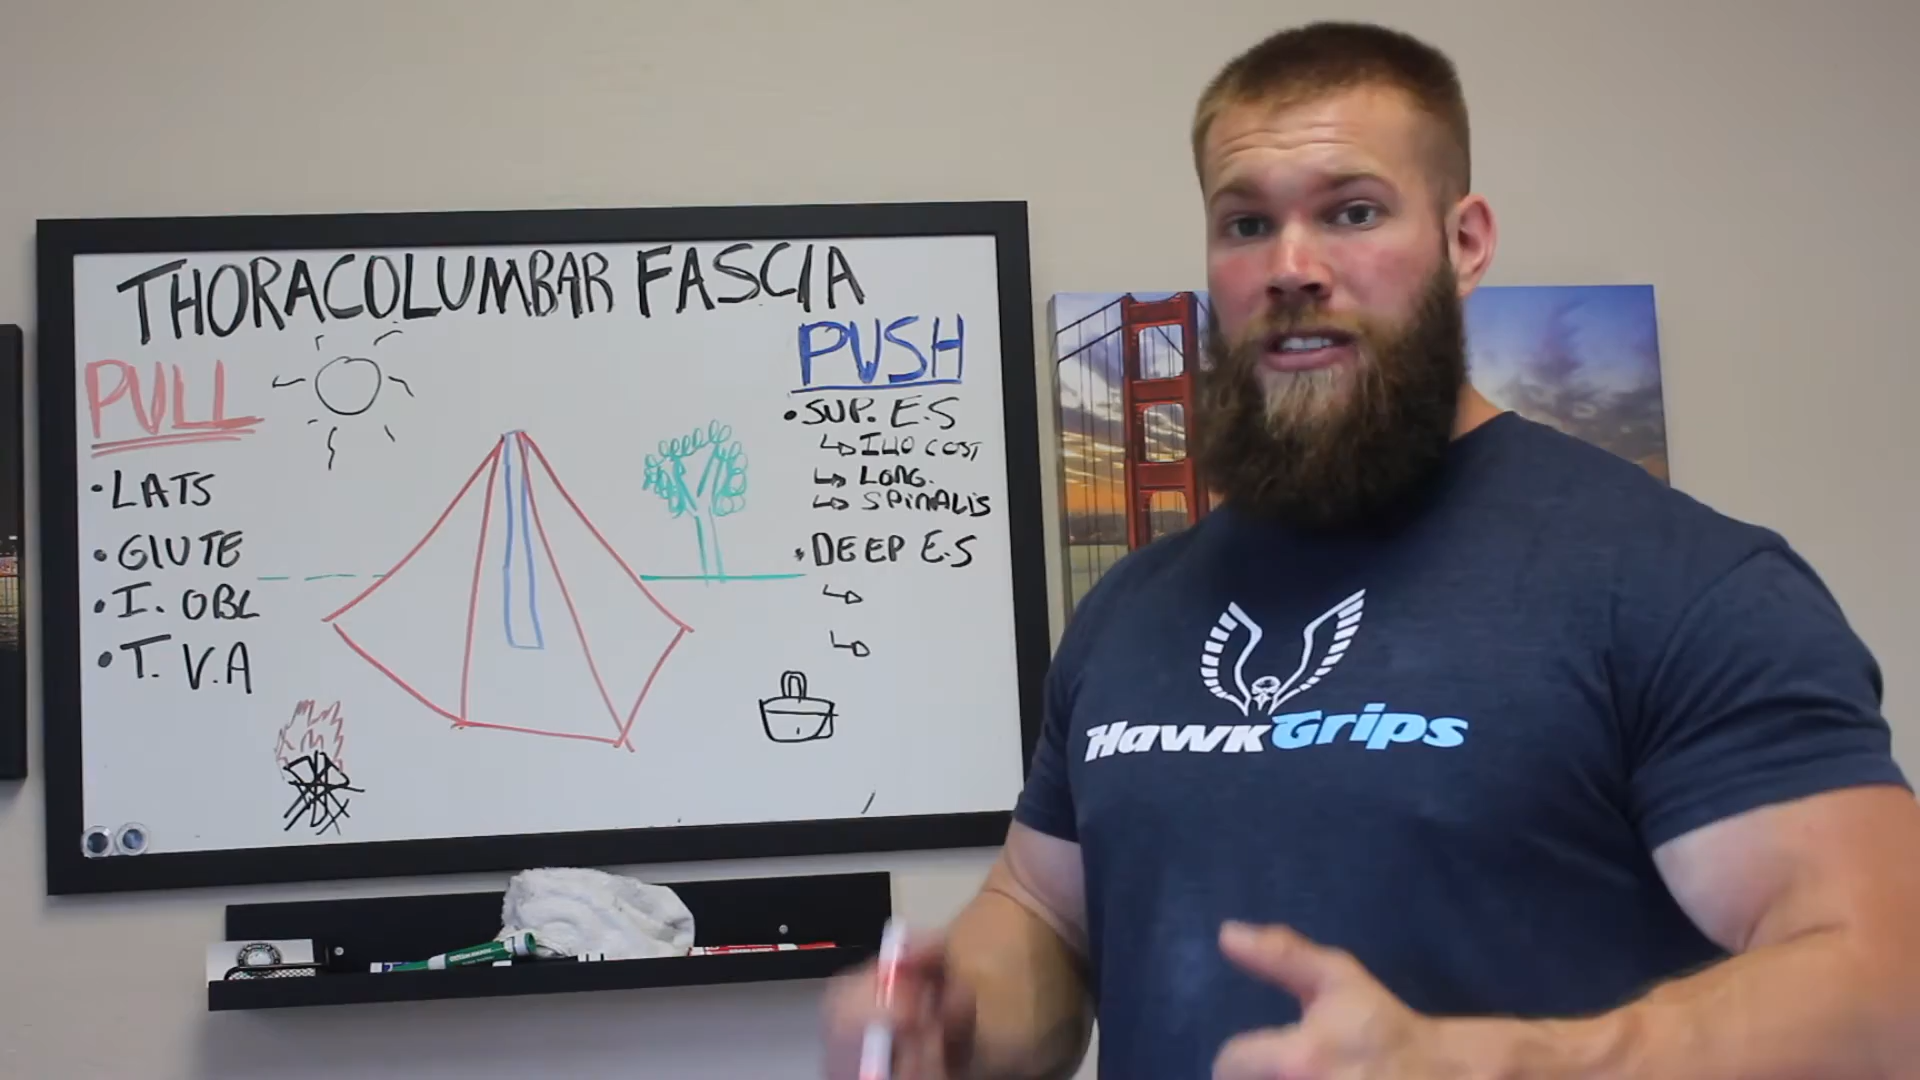 THORACOLUMBAR FASCIA
PULL
• LATS
• GlUTE
• I. OBL
• T.V.A
PUSH
• SUP. E.S
↳ ILIO COST
↳ LONG.
↳ SPINALIS
• DEEP E.S
HawkGrips